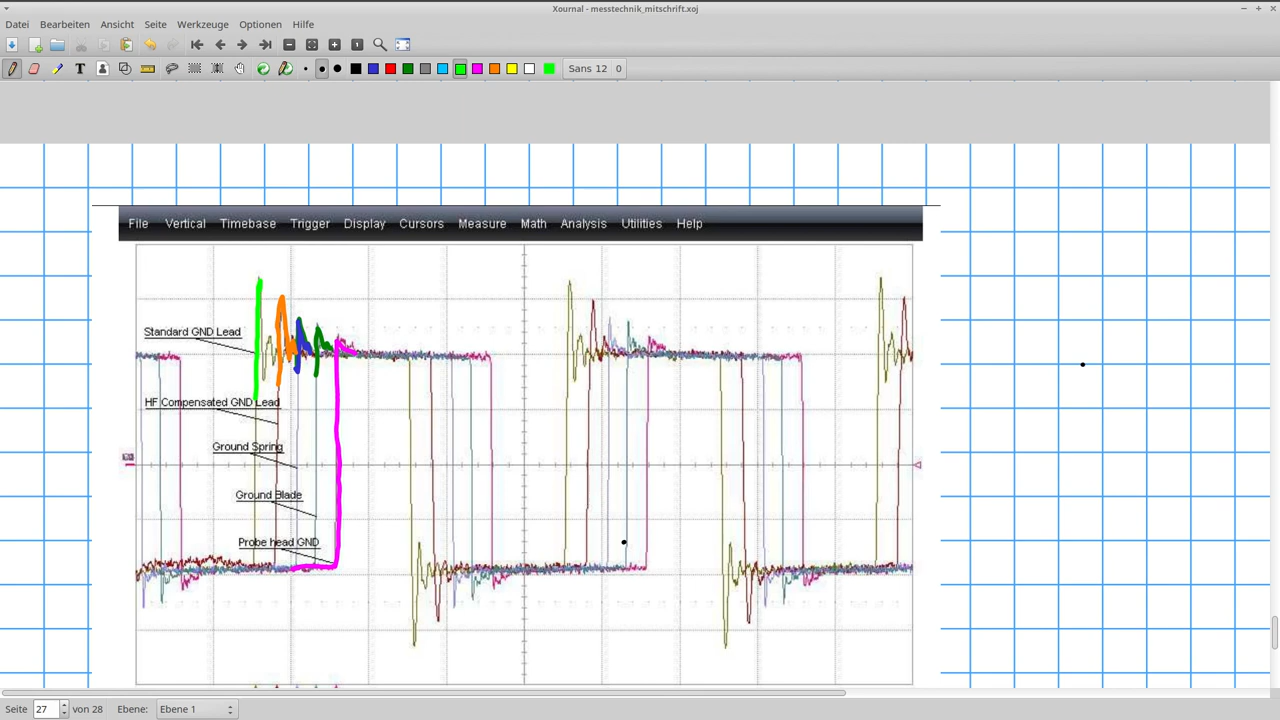 Xournal - messtechnik_mitschrift.xoj
Datei Bearbeiten Ansicht Seite Werkzeuge Optionen Hilfe
T Sans 12 0
File Vertical Timebase Trigger Display Cursors Measure Math Analysis Utilities Help
Standard GND Lead
HF Compensated GND Lead
Ground Spring
Ground Blade
Probe head GND
Seite 27 von 28 Ebene: Ebene 1